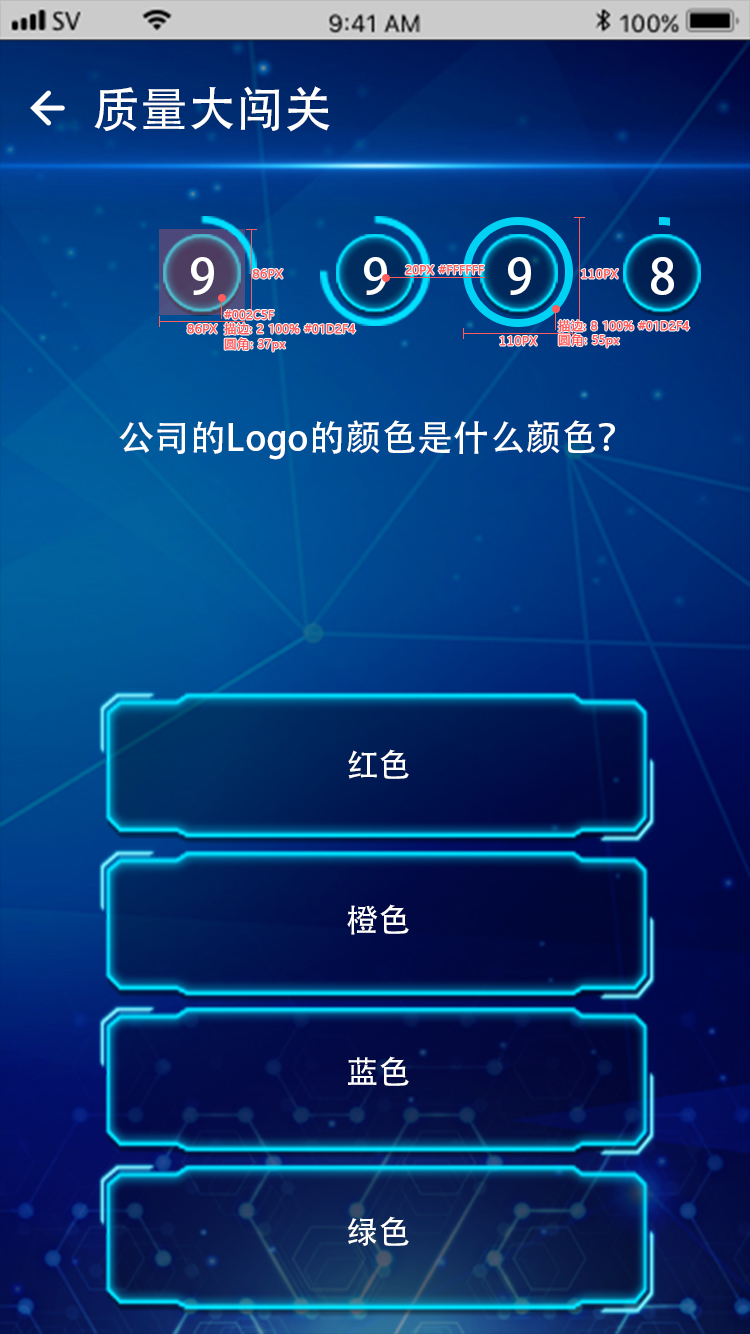 SV 9:41 AM 100%
质量大闯关
9 9 9 8
86PX 20PX #FFFFFF 110PX
#002C5F
86PX 描边: 2 100% #01D2F4 描边: 8 100% #01D2F4
圆角: 37px 110PX 圆角: 55px
公司的Logo的颜色是什么颜色?
红色
橙色
蓝色
绿色